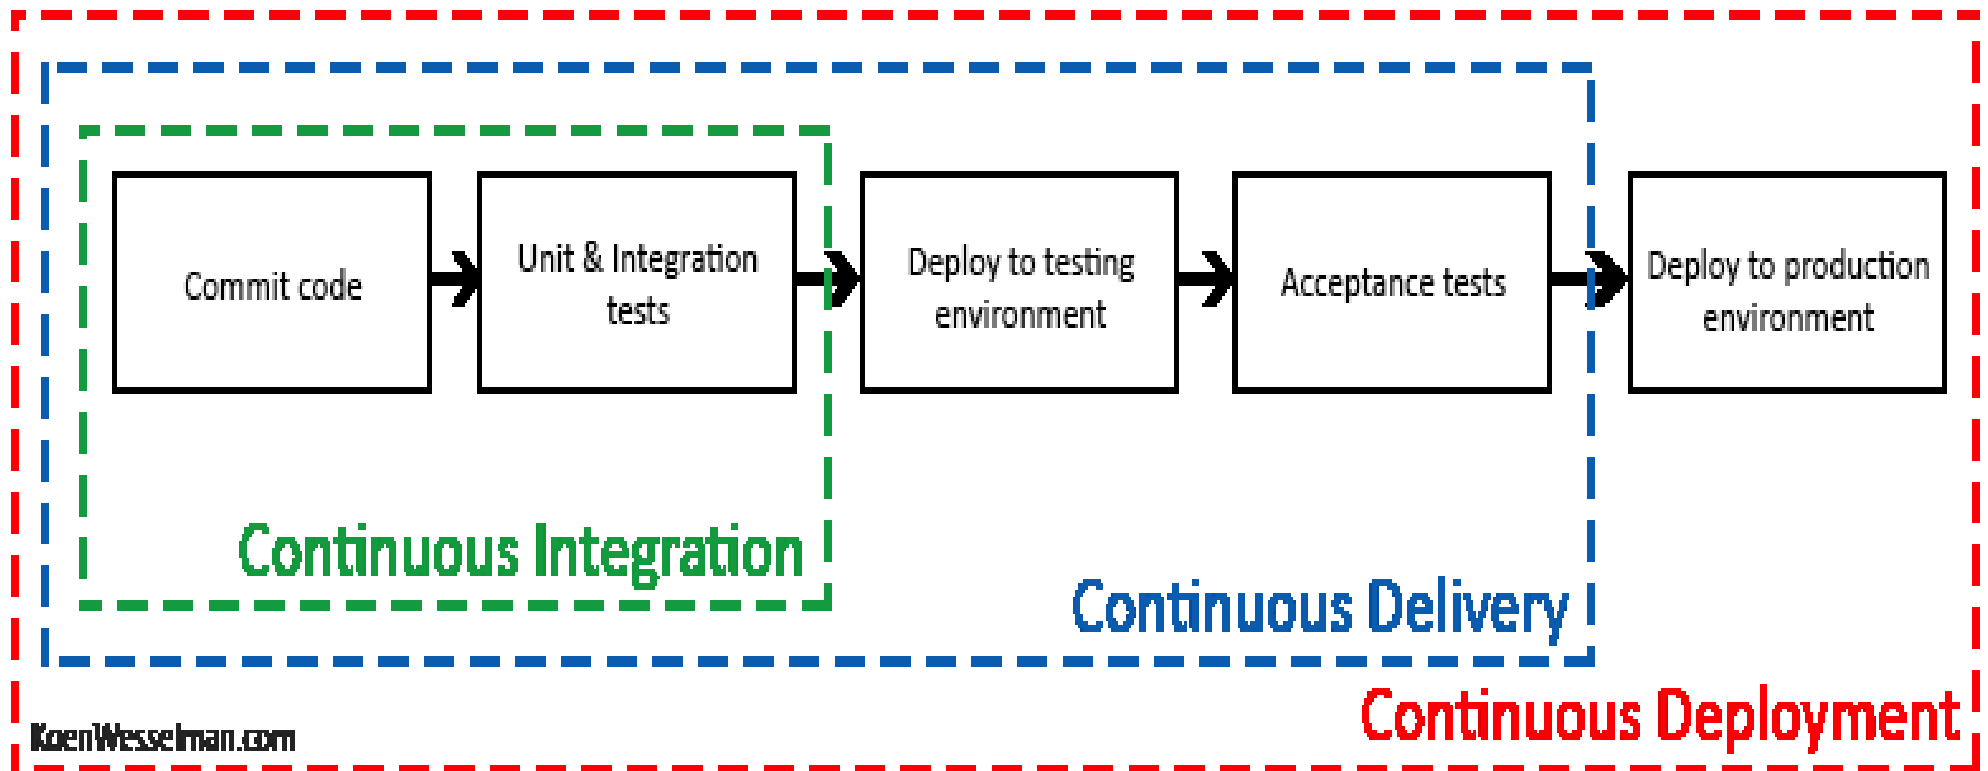 Commit code
Unit & Integration
tests
Deploy to testing
environment
Acceptance tests
Deploy to production
environment
Continuous Integration
Continuous Delivery
Continuous Deployment
KoenWesselman.com